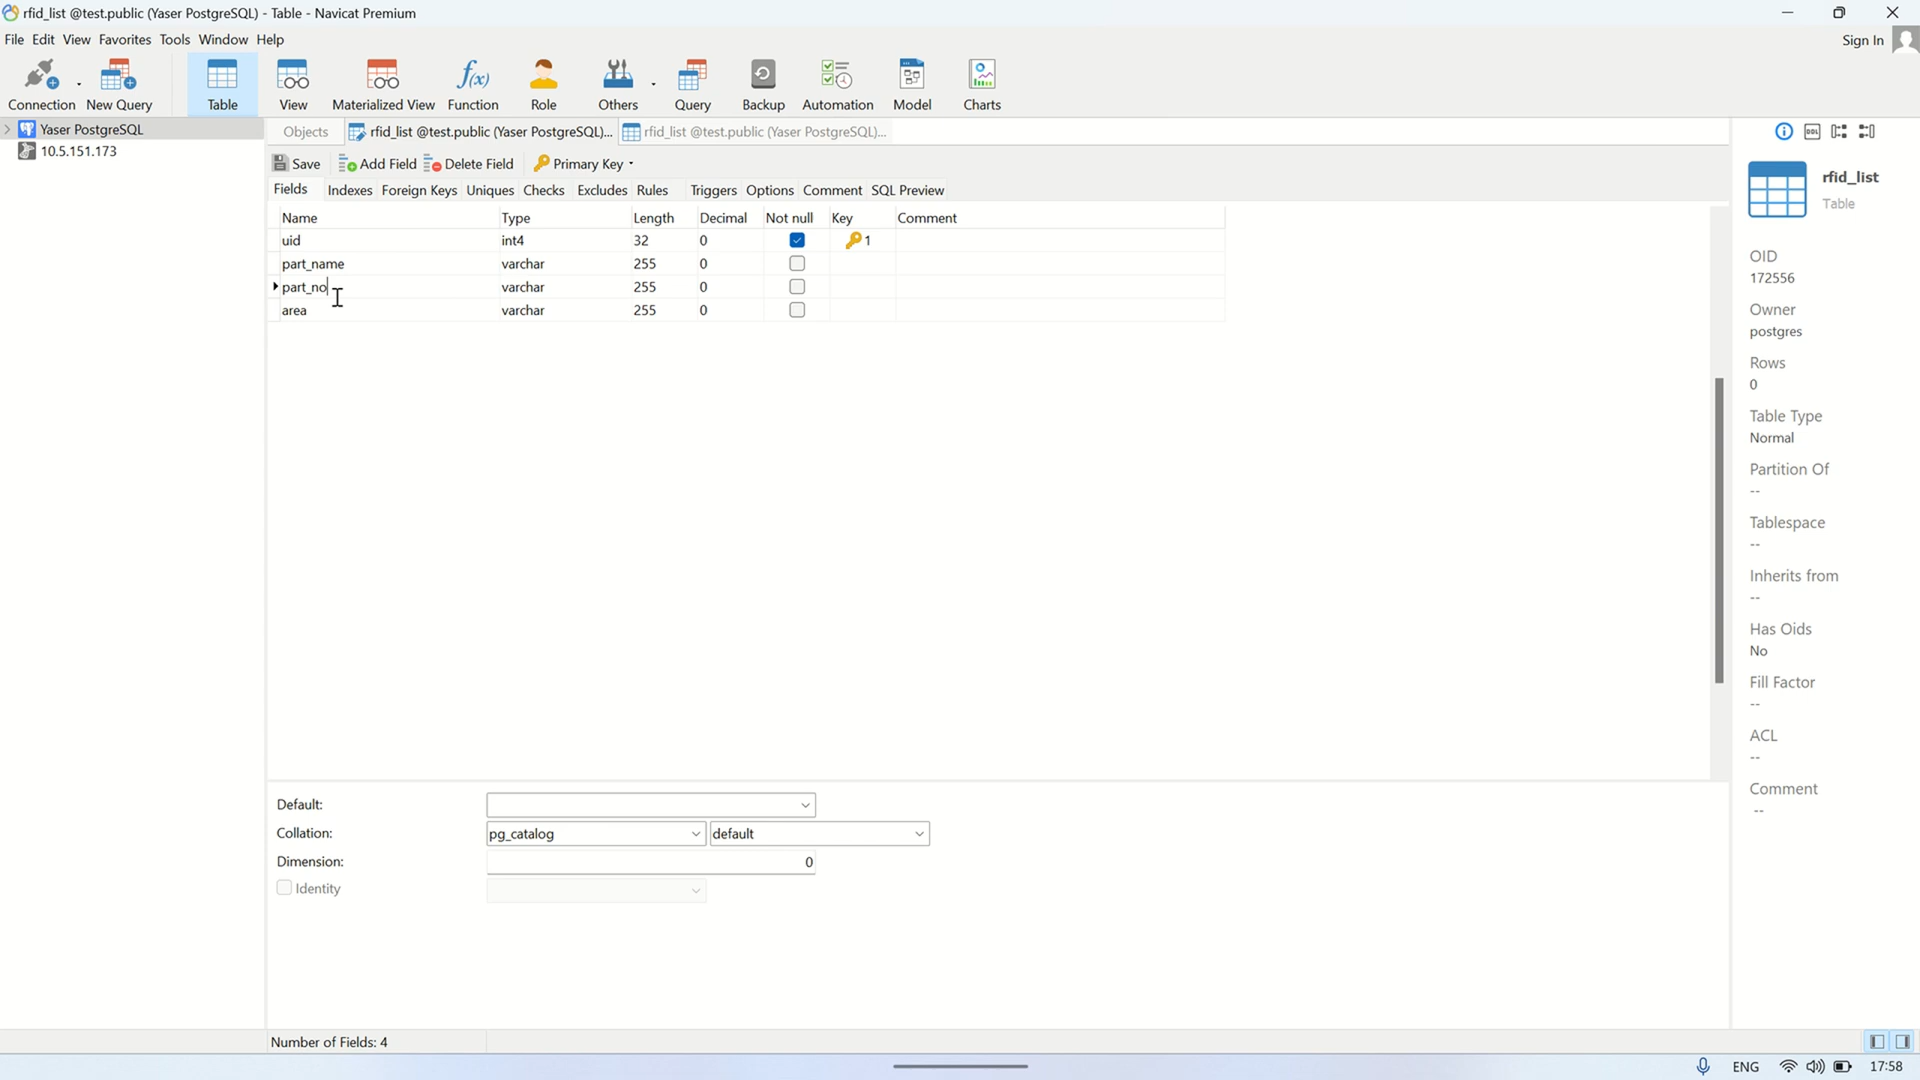 rfid_list @test.public (Yaser PostgreSQL) - Table - Navicat Premium
File Edit View Favorites Tools Window Help
Sign In
Connection New Query Table View Materialized View Function Role Others Query Backup Automation Model Charts
Yaser PostgreSQL
10.5.151.173
Objects rfid_list @test.public (Yaser PostgreSQL)... rfid_list @test.public (Yaser PostgreSQL)...
Save Add Field Delete Field Primary Key
Fields Indexes Foreign Keys Uniques Checks Excludes Rules Triggers Options Comment SQL Preview
Name Type Length Decimal Not null Key Comment
uid int4 32 0 1
part_name varchar 255 0
part_no varchar 255 0
area varchar 255 0
Default:
Collation: pg_catalog default
Dimension: 0
Identity
Number of Fields: 4
DDL
rfid_list
Table
OID
172556
Owner
postgres
Rows
0
Table Type
Normal
Partition Of
--
Tablespace
--
Inherits from
--
Has Oids
No
Fill Factor
--
ACL
--
Comment
--
ENG 17:58